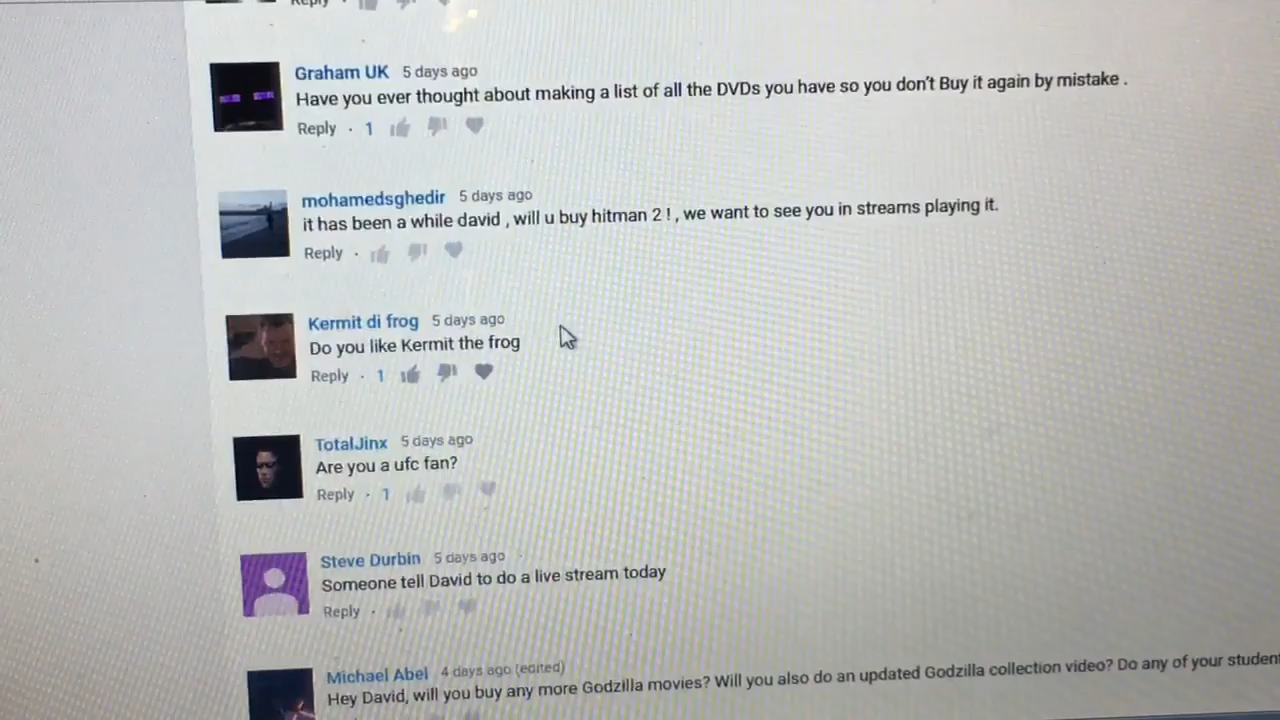 Reply
Graham UK 5 days ago
Have you ever thought about making a list of all the DVDs you have so you don't Buy it again by mistake .
Reply · 1
mohamedsghedir 5 days ago
it has been a while david , will u buy hitman 2 ! , we want to see you in streams playing it.
Reply ·
Kermit di frog 5 days ago
Do you like Kermit the frog
Reply · 1
TotalJinx 5 days ago
Are you a ufc fan?
Reply · 1
Steve Durbin 5 days ago
Someone tell David to do a live stream today
Reply ·
Michael Abel 4 days ago (edited)
Hey David, will you buy any more Godzilla movies? Will you also do an updated Godzilla collection video? Do any of your student